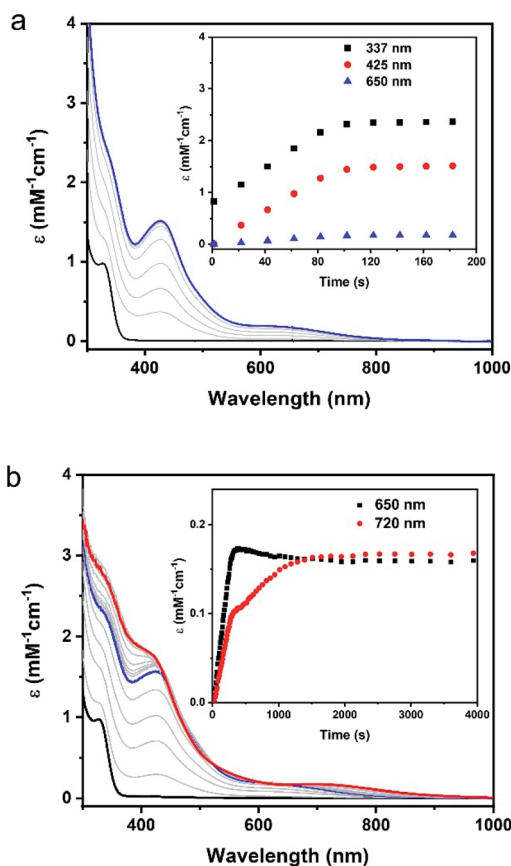 a
337 nm
425 nm
650 nm
4
3
2
1
0
ε (mM⁻¹cm⁻¹)
4
3
2
1
0
ε (mM⁻¹cm⁻¹)
0 40 80 120 160 200
Time (s)
400 600 800 1000
Wavelength (nm)
b
650 nm
720 nm
4
3
2
1
0
ε (mM⁻¹cm⁻¹)
0.2
0.1
0.0
ε (mM⁻¹cm⁻¹)
0 1000 2000 3000 4000
Time (s)
400 600 800 1000
Wavelength (nm)